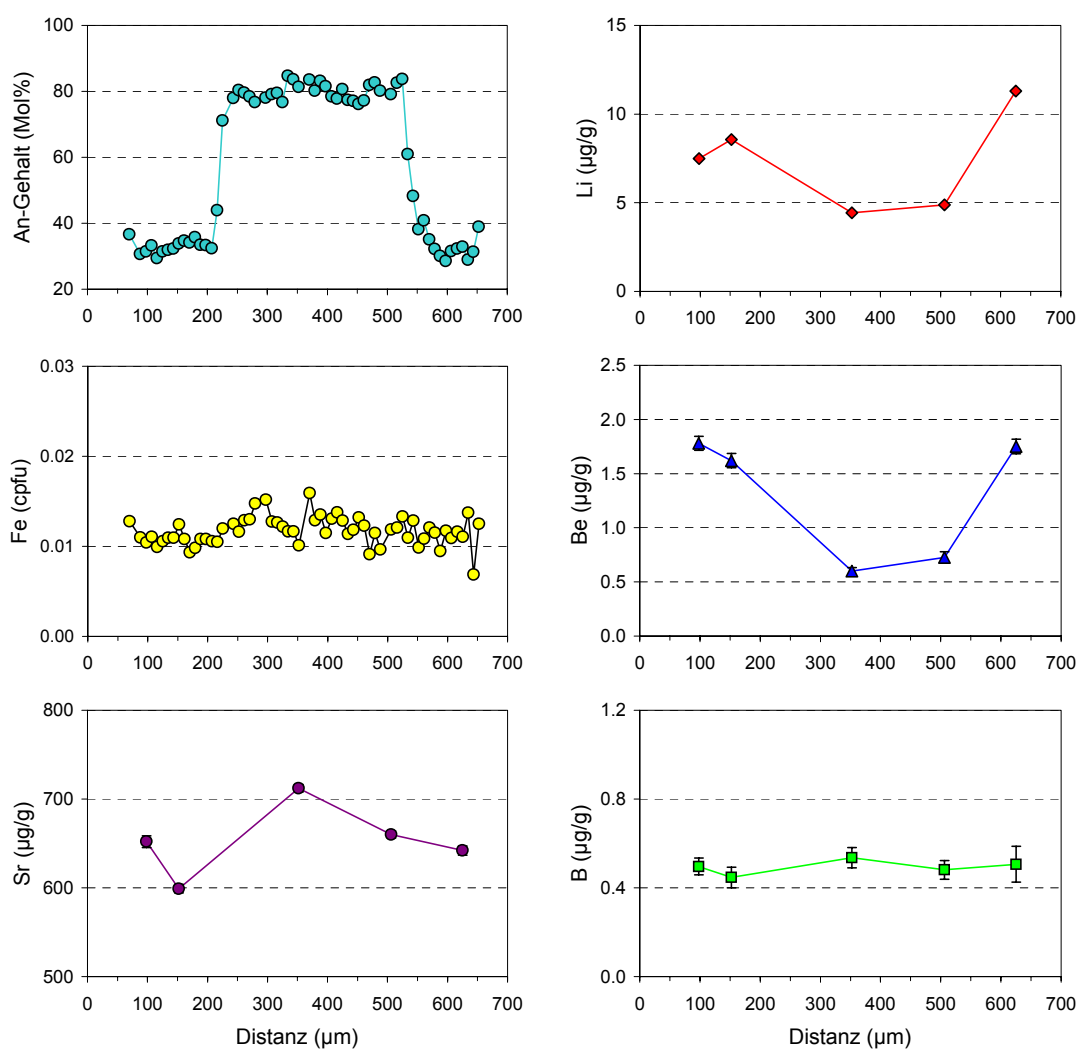 An-Gehalt (Mol%)
100
80
60
40
20
0 100 200 300 400 500 600 700
Li (µg/g)
15
10
5
0
0 100 200 300 400 500 600 700
Fe (cpfu)
0.03
0.02
0.01
0.00
0 100 200 300 400 500 600 700
Be (µg/g)
2.5
2.0
1.5
1.0
0.5
0.0
0 100 200 300 400 500 600 700
Sr (µg/g)
800
700
600
500
0 100 200 300 400 500 600 700
Distanz (µm)
B (µg/g)
1.2
0.8
0.4
0.0
0 100 200 300 400 500 600 700
Distanz (µm)